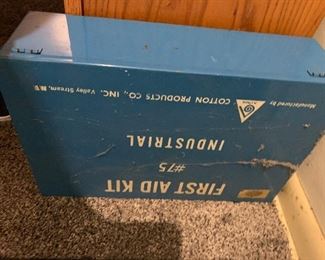 FIRST AID KIT
#75
INDUSTRIAL
Manufactured by
COTTON PRODUCTS CO., INC. Valley Stream, N.Y.